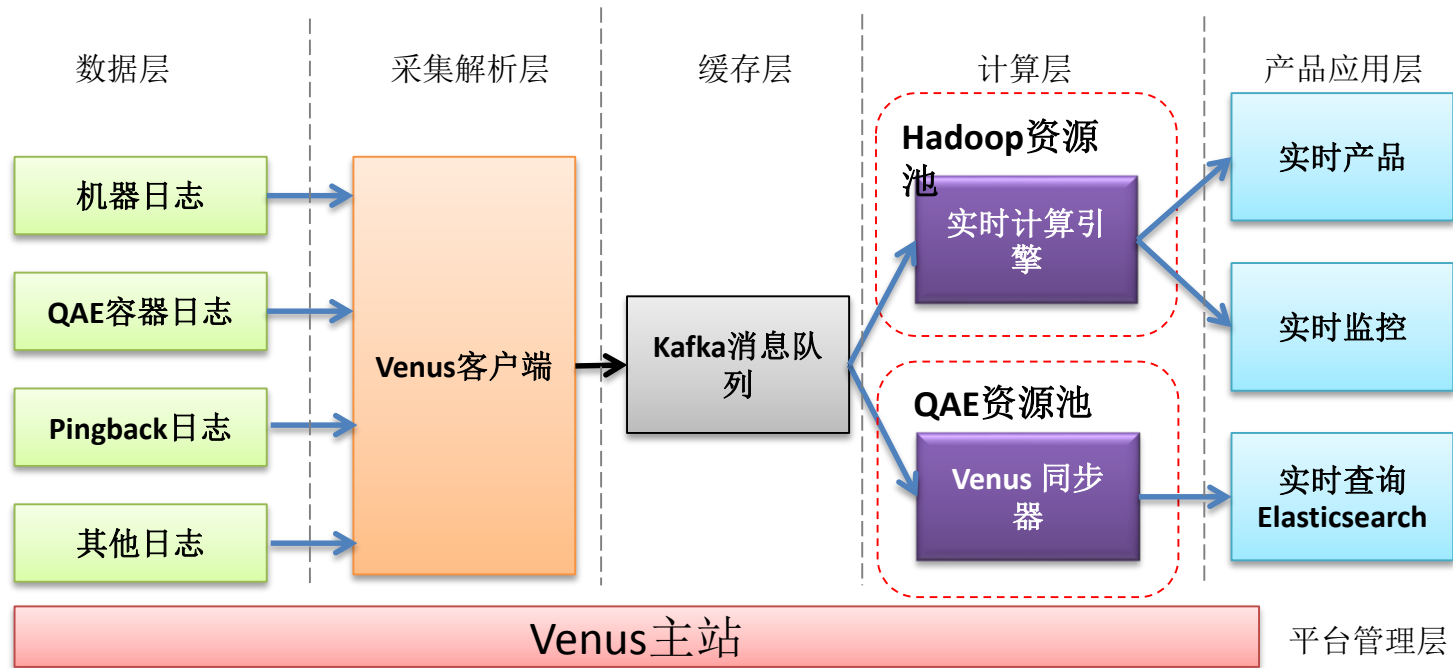 数据层
采集解析层
缓存层
计算层
产品应用层
机器日志
QAE容器日志
Pingback日志
其他日志
Venus客户端
Kafka消息队
列
Hadoop资源
池
实时计算引
擎
QAE资源池
Venus 同步
器
实时产品
实时监控
实时查询
Elasticsearch
Venus主站
平台管理层